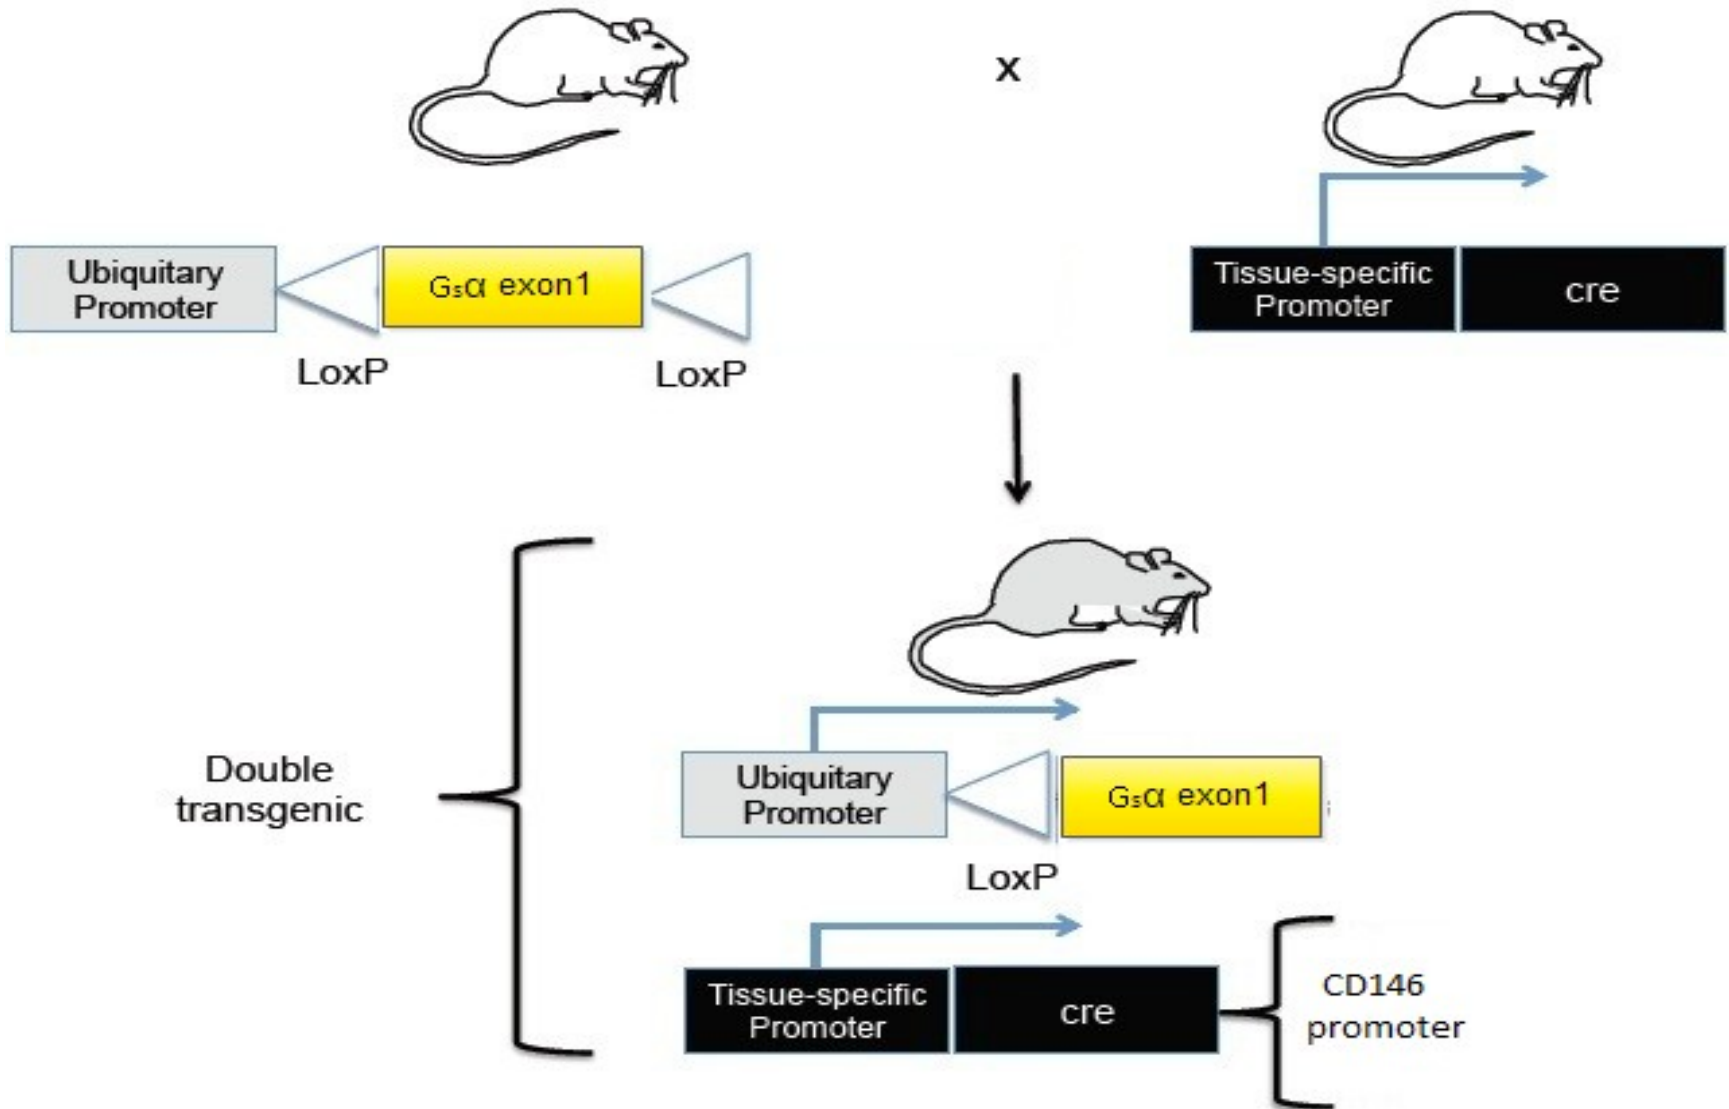 x
Ubiquitary
Promoter
Gsα exon1
LoxP
LoxP
Tissue-specific
Promoter
cre
Double
transgenic
Ubiquitary
Promoter
Gsα exon1
LoxP
Tissue-specific
Promoter
cre
CD146
promoter